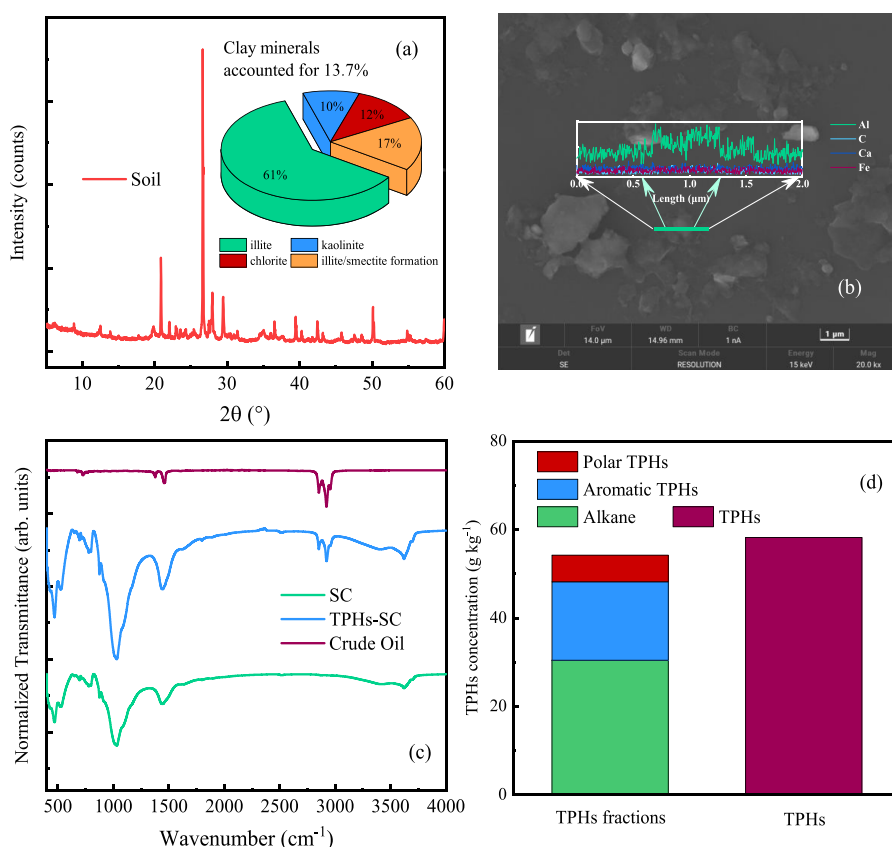 Clay minerals
accounted for 13.7%
(a)
10%
12%
17%
61%
Soil
illite
kaolinite
chlorite
illite/smectite formation
Intensity (counts)
10 20 30 40 50 60
2θ (°)
Al
C
Ca
Fe
0.0 0.5 1.0 1.5 2.0
Length (μm)
(b)
FoV
14.0 μm
WD
14.96 mm
BC
1 nA
1 μm
Det
SE
Scan Mode
RESOLUTION
Energy
15 keV
Mag
20.0 kx
Normalized Transmittance (arb. units)
SC
TPHs-SC
Crude Oil
(c)
500 1000 1500 2000 2500 3000 3500 4000
Wavenumber (cm⁻¹)
TPHs concentration (g kg⁻¹)
80
60
40
20
0
Polar TPHs
Aromatic TPHs
Alkane
TPHs
(d)
TPHs fractions
TPHs